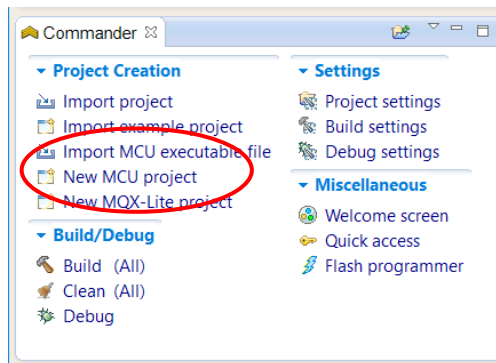 Commander
Project Creation
Import project
Import example project
Import MCU executable file
New MCU project
New MQX-Lite project
Build/Debug
Build (All)
Clean (All)
Debug
Settings
Project settings
Build settings
Debug settings
Miscellaneous
Welcome screen
Quick access
Flash programmer